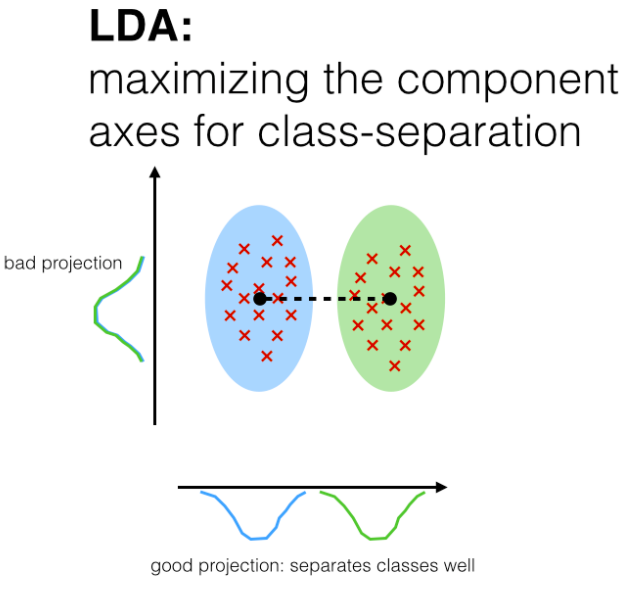 LDA:
maximizing the component
axes for class-separation
bad projection
good projection: separates classes well